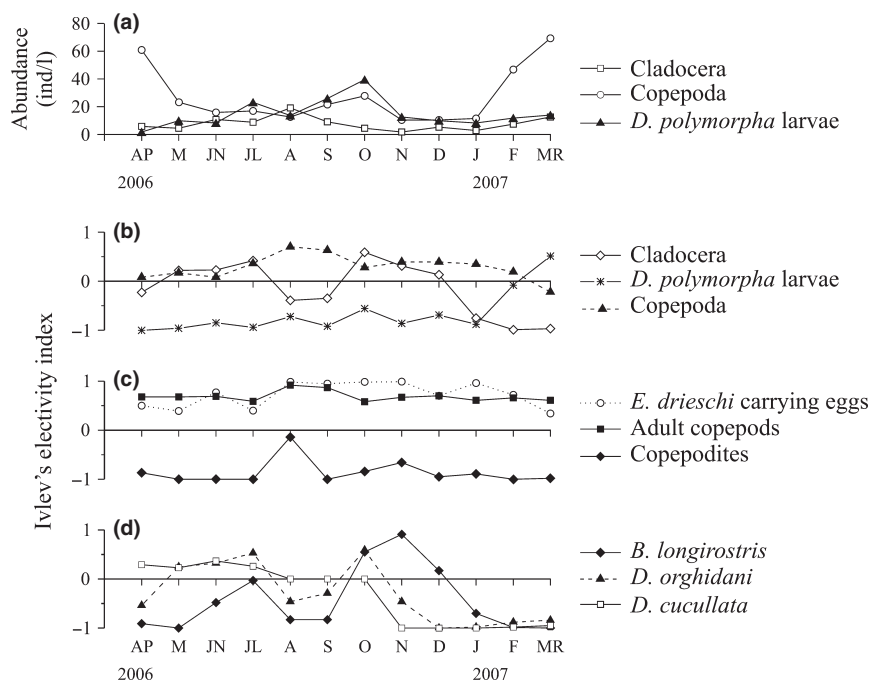 (a)
Abundance
(ind/l)
80
60
40
20
0
AP M JN JL A S O N D J F MR
2006 2007
Cladocera
Copepoda
D. polymorpha larvae
Ivlev's electivity index
(b)
1
0
−1
Cladocera
D. polymorpha larvae
Copepoda
(c)
1
0
−1
E. drieschi carrying eggs
Adult copepods
Copepodites
(d)
1
0
−1
B. longirostris
D. orghidani
D. cucullata
AP M JN JL A S O N D J F MR
2006 2007